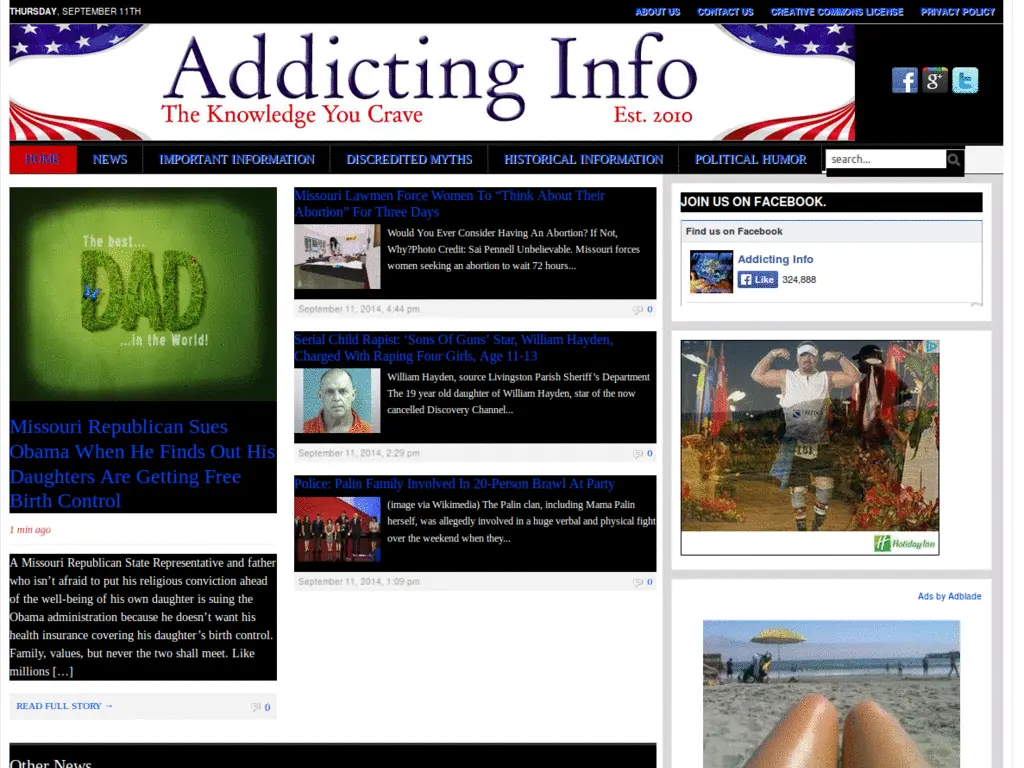 THURSDAY, SEPTEMBER 11TH
ABOUT US CONTACT US CREATIVE COMMONS LICENSE PRIVACY POLICY
Addicting Info
The Knowledge You Crave Est. 2010
HOME NEWS IMPORTANT INFORMATION DISCREDITED MYTHS HISTORICAL INFORMATION POLITICAL HUMOR search...
The best...
DAD
...in the World!
Missouri Republican Sues
Obama When He Finds Out His
Daughters Are Getting Free
Birth Control
1 min ago
A Missouri Republican State Representative and father
who isn’t afraid to put his religious conviction ahead
of the well-being of his own daughter is suing the
Obama administration because he doesn’t want his
health insurance covering his daughter’s birth control.
Family, values, but never the two shall meet. Like
millions […]
READ FULL STORY → 0
Missouri Lawmen Force Women To “Think About Their
Abortion” For Three Days
Would You Ever Consider Having An Abortion? If Not,
Why?Photo Credit: Sai Pennell Unbelievable. Missouri forces
women seeking an abortion to wait 72 hours...
September 11, 2014, 4:44 pm 0
Serial Child Rapist: ‘Sons Of Guns’ Star, William Hayden,
Charged With Raping Four Girls, Age 11-13
William Hayden, source Livingston Parish Sheriff’s Department
The 19 year old daughter of William Hayden, star of the now
cancelled Discovery Channel...
September 11, 2014, 2:29 pm 0
Police: Palin Family Involved In 20-Person Brawl At Party
(image via Wikimedia) The Palin clan, including Mama Palin
herself, was allegedly involved in a huge verbal and physical fight
over the weekend when they...
September 11, 2014, 1:09 pm 0
JOIN US ON FACEBOOK.
Find us on Facebook
Addicting Info
Like 324,888
Holiday Inn
Ads by Adblade
Other News